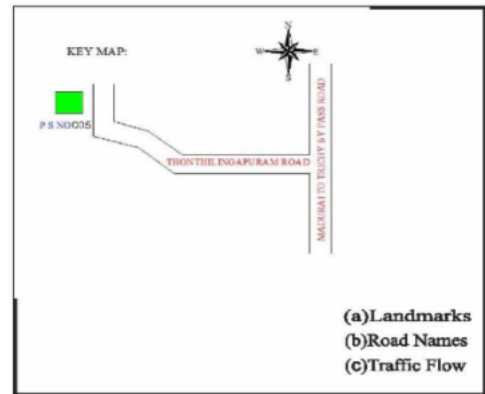 N
W E
S
KEY MAP:
P S NO005
THONTHILINGAPURAM ROAD
MADURAI TO TRICHY BY PASS ROAD
(a)Landmarks
(b)Road Names
(c)Traffic Flow